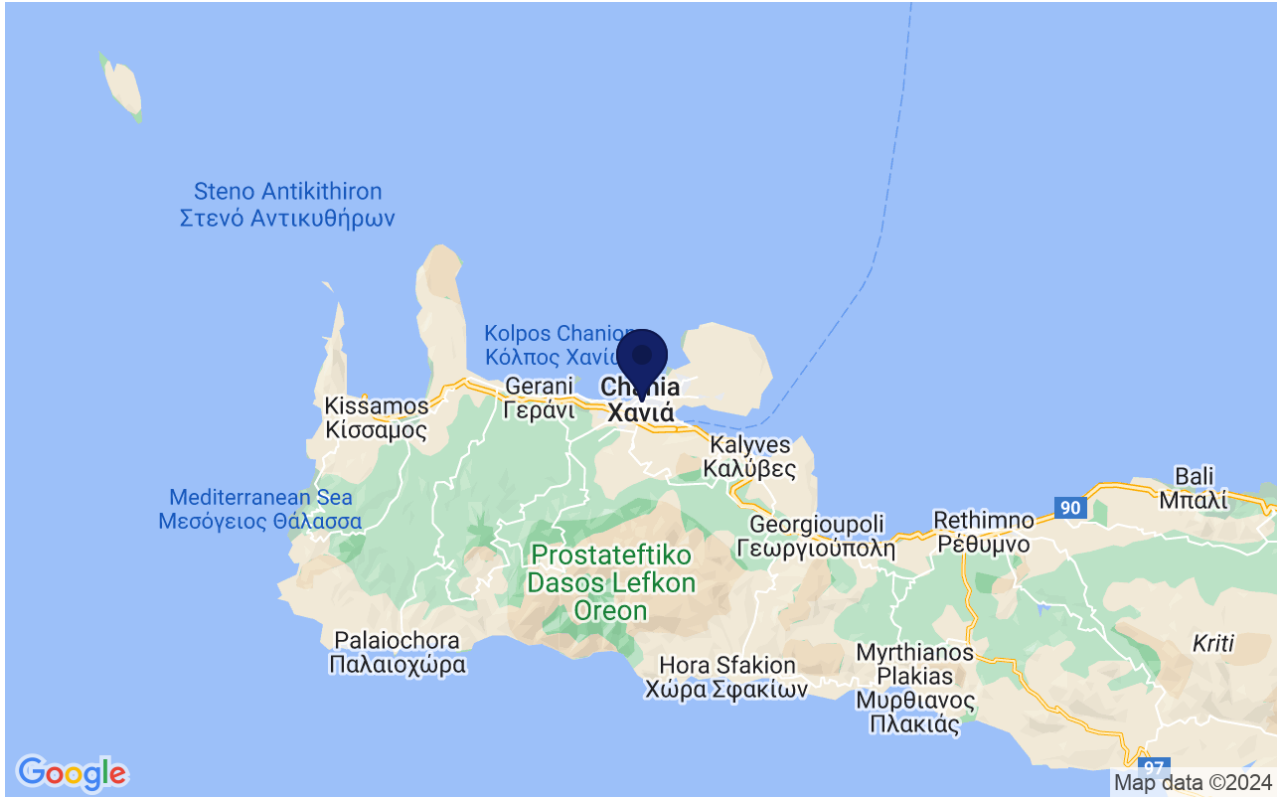 Steno Antikithiron
Στενό Αντικυθήρων
Kolpos Chanion
Κόλπος Χανίω
Gerani
Γεράνι
Chania
Χανιά
Kissamos
Κίσσαμος
Kalyves
Καλύβες
Mediterranean Sea
Μεσόγειος Θάλασσα
Bali
Μπαλί
90
Georgioupoli
Γεωργιούπολη
Rethimno
Ρέθυμνο
Prostateftiko
Dasos Lefkon
Oreon
Palaiochora
Παλαιοχώρα
Hora Sfakion
Χώρα Σφακίων
Myrthianos
Plakias
Μυρθιανος
Πλακιάς
Kriti
97
Google
Map data ©2024